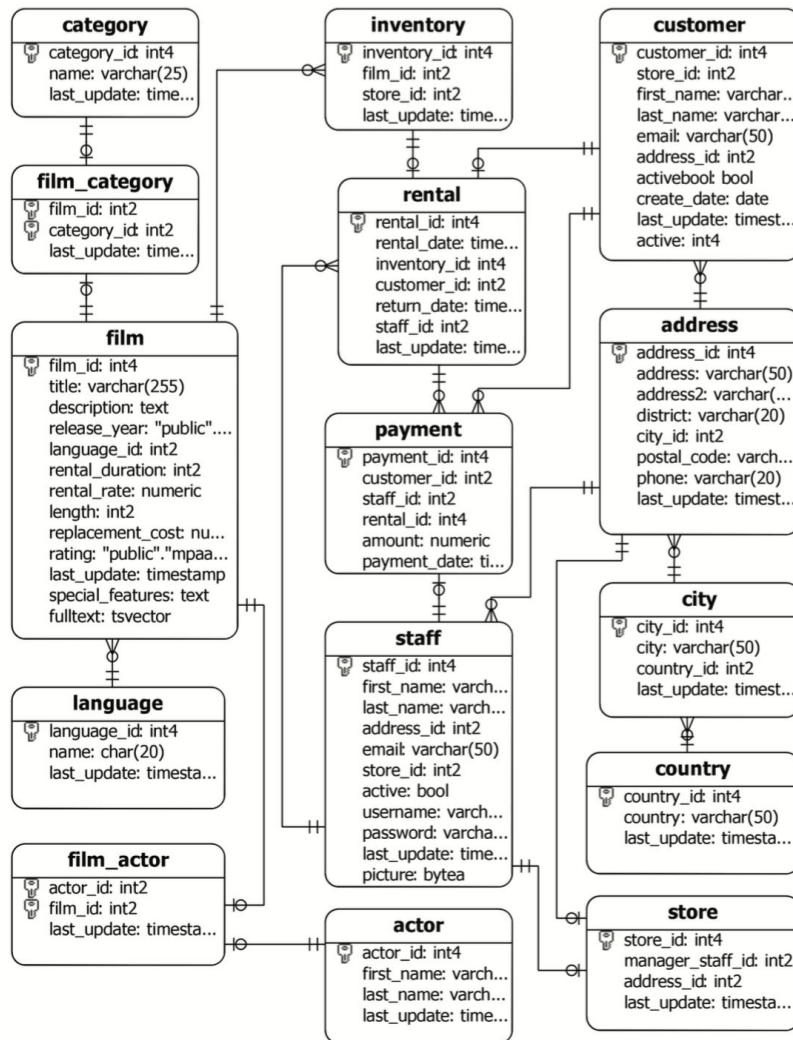 category
category_id: int4
name: varchar(25)
last_update: time...
film_category
film_id: int2
category_id: int2
last_update: time...
film
film_id: int4
title: varchar(255)
description: text
release_year: "public"....
language_id: int2
rental_duration: int2
rental_rate: numeric
length: int2
replacement_cost: nu...
rating: "public"."mpaa...
last_update: timestamp
special_features: text
fulltext: tsvector
language
language_id: int4
name: char(20)
last_update: timesta...
film_actor
actor_id: int2
film_id: int2
last_update: timesta...
inventory
inventory_id: int4
film_id: int2
store_id: int2
last_update: time...
rental
rental_id: int4
rental_date: time...
inventory_id: int4
customer_id: int2
return_date: time...
staff_id: int2
last_update: time...
payment
payment_id: int4
customer_id: int2
staff_id: int2
rental_id: int4
amount: numeric
payment_date: ti...
staff
staff_id: int4
first_name: varch...
last_name: varch...
address_id: int2
email: varchar(50)
store_id: int2
active: bool
username: varch...
password: varcha...
last_update: time...
picture: bytea
actor
actor_id: int4
first_name: varch...
last_name: varch...
last_update: time...
customer
customer_id: int4
store_id: int2
first_name: varchar...
last_name: varchar...
email: varchar(50)
address_id: int2
activebool: bool
create_date: date
last_update: timest...
active: int4
address
address_id: int4
address: varchar(50)
address2: varchar(...
district: varchar(20)
city_id: int2
postal_code: varch...
phone: varchar(20)
last_update: timest...
city
city_id: int4
city: varchar(50)
country_id: int2
last_update: timest...
country
country_id: int4
country: varchar(50)
last_update: timesta...
store
store_id: int4
manager_staff_id: int2
address_id: int2
last_update: timesta...